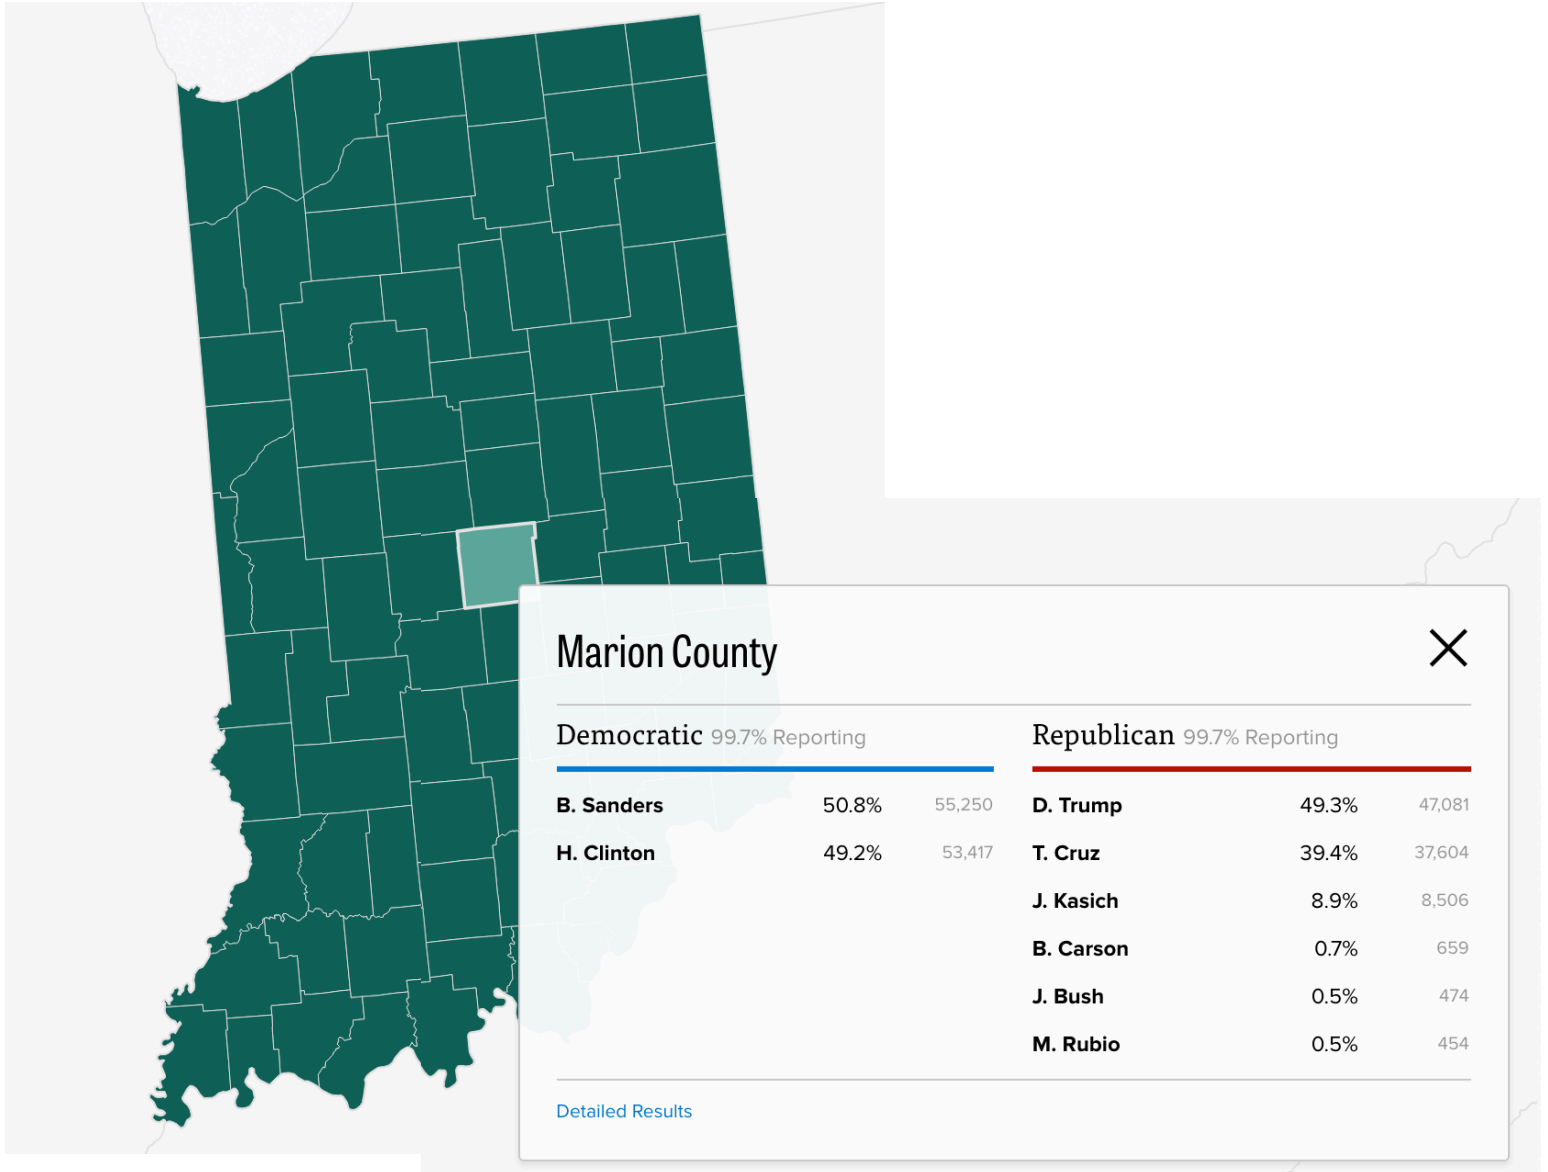 Marion County
Democratic 99.7% Reporting
B. Sanders 50.8% 55,250
H. Clinton 49.2% 53,417
Republican 99.7% Reporting
D. Trump 49.3% 47,081
T. Cruz 39.4% 37,604
J. Kasich 8.9% 8,506
B. Carson 0.7% 659
J. Bush 0.5% 474
M. Rubio 0.5% 454
Detailed Results